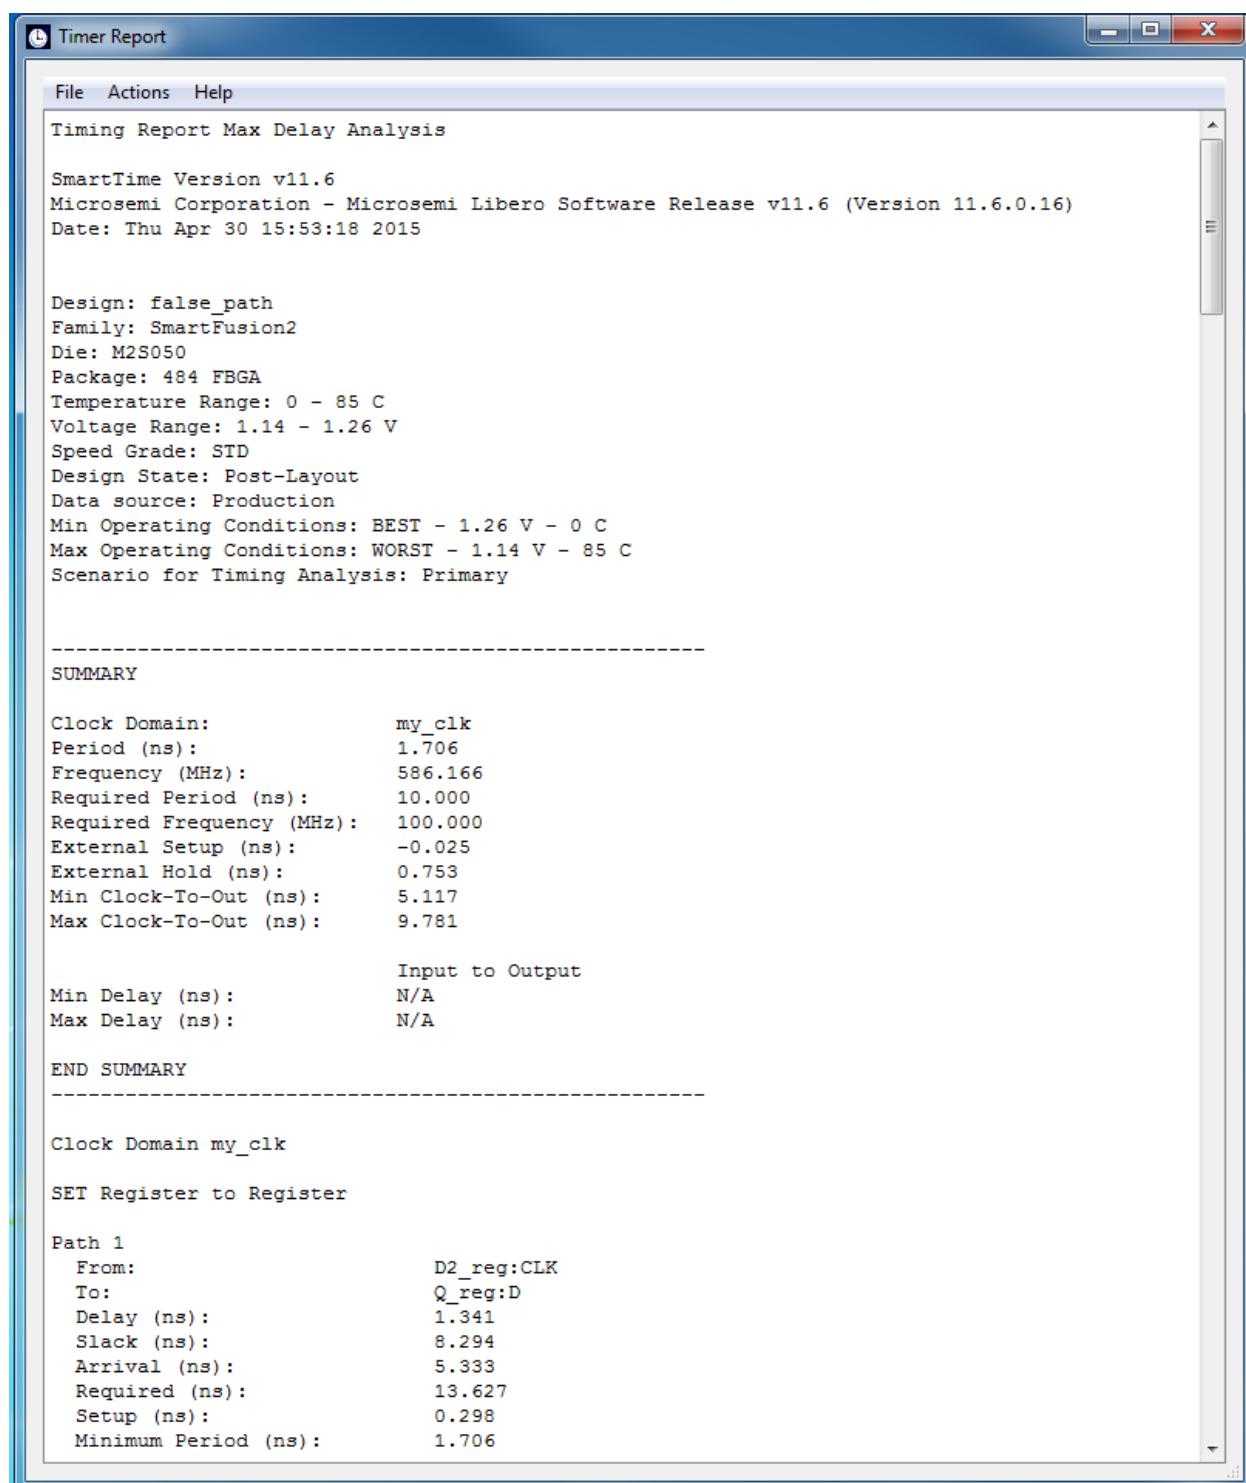 Timer Report
File Actions Help
Timing Report Max Delay Analysis
SmartTime Version v11.6
Microsemi Corporation - Microsemi Libero Software Release v11.6 (Version 11.6.0.16)
Date: Thu Apr 30 15:53:18 2015
Design: false_path
Family: SmartFusion2
Die: M2S050
Package: 484 FBGA
Temperature Range: 0 - 85 C
Voltage Range: 1.14 - 1.26 V
Speed Grade: STD
Design State: Post-Layout
Data source: Production
Min Operating Conditions: BEST - 1.26 V - 0 C
Max Operating Conditions: WORST - 1.14 V - 85 C
Scenario for Timing Analysis: Primary
-----------------------------------------------------
SUMMARY
Clock Domain: my_clk
Period (ns): 1.706
Frequency (MHz): 586.166
Required Period (ns): 10.000
Required Frequency (MHz): 100.000
External Setup (ns): -0.025
External Hold (ns): 0.753
Min Clock-To-Out (ns): 5.117
Max Clock-To-Out (ns): 9.781
Input to Output
Min Delay (ns): N/A
Max Delay (ns): N/A
END SUMMARY
-----------------------------------------------------
Clock Domain my_clk
SET Register to Register
Path 1
From: D2_reg:CLK
To: Q_reg:D
Delay (ns): 1.341
Slack (ns): 8.294
Arrival (ns): 5.333
Required (ns): 13.627
Setup (ns): 0.298
Minimum Period (ns): 1.706